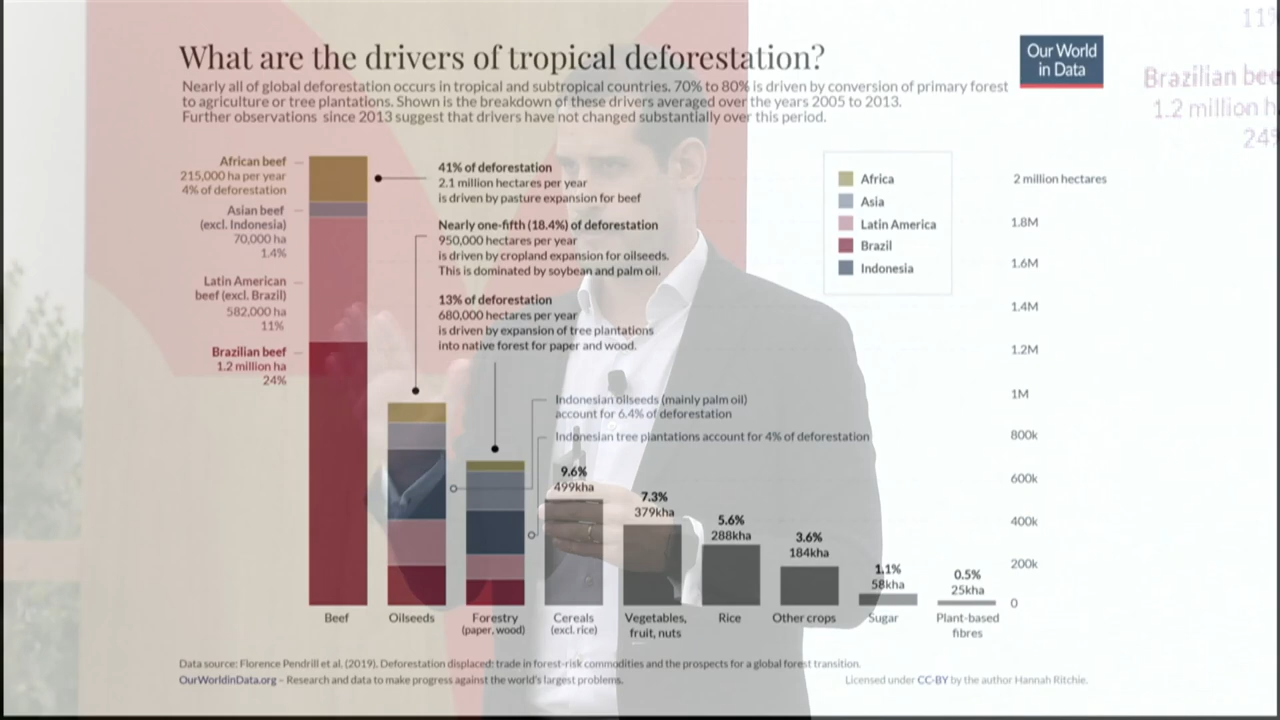 What are the drivers of tropical deforestation?
Our World
in Data
Nearly all of global deforestation occurs in tropical and subtropical countries. 70% to 80% is driven by conversion of primary forest
to agriculture or tree plantations. Shown is the breakdown of these drivers averaged over the years 2005 to 2013.
Further observations since 2013 suggest that drivers have not changed substantially over this period.
11%
Brazilian
1.2 million
African beef
215,000 ha per year
4% of deforestation
Asian beef
(excl. Indonesia)
70,000 ha
1.4%
Latin American
beef (excl. Brazil)
582,000 ha
11%
Brazilian beef
1.2 million ha
24%
41% of deforestation
2.1 million hectares per year
is driven by pasture expansion for beef
Nearly one-fifth (18.4%) of deforestation
950,000 hectares per year
is driven by cropland expansion for oilseeds.
This is dominated by soybean and palm oil.
13% of deforestation
680,000 hectares per year
is driven by expansion of tree plantations
into native forest for paper and wood.
Indonesian oilseeds (mainly palm oil)
account for 6.4% of deforestation
Indonesian tree plantations account for 4% of deforestation
Africa
Asia
Latin America
Brazil
Indonesia
2 million hectares
1.8M
1.6M
1.4M
1.2M
1M
800k
600k
400k
200k
0
9.6%
499kha
7.3%
379kha
5.6%
288kha
3.6%
184kha
1.1%
58kha
0.5%
25kha
Beef
Oilseeds
Forestry
(paper, wood)
Cereals
(excl. rice)
Vegetables,
fruit, nuts
Rice
Other crops
Sugar
Plant-based
fibres
Data source: Florence Pendrill et al. (2019). Deforestation displaced: trade in forest-risk commodities and the prospects for a global forest transition.
OurWorldinData.org – Research and data to make progress against the world's largest problems.
Licensed under CC-BY by the author Hannah Ritchie.